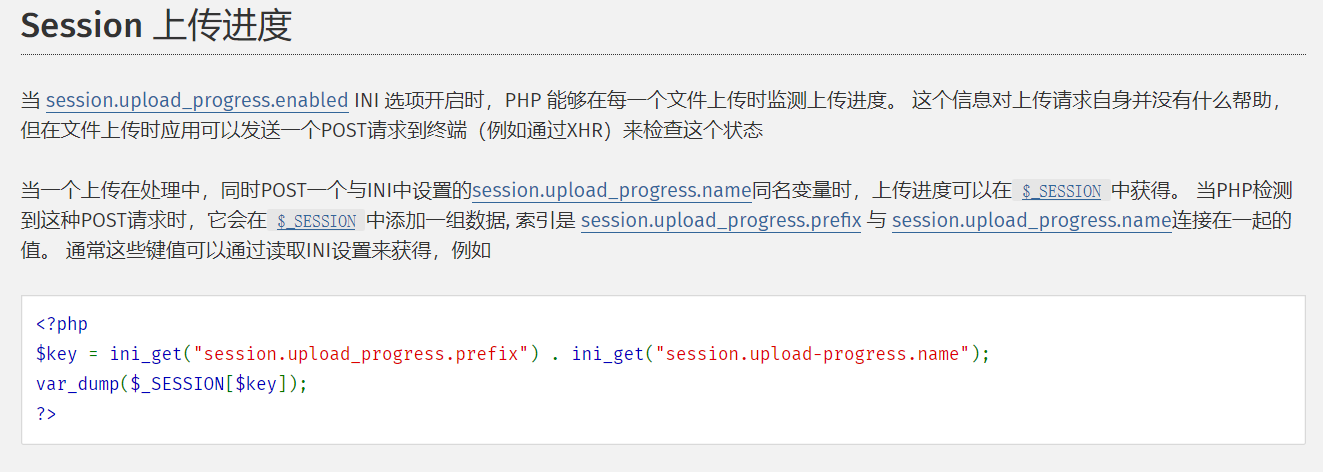 Session 上传进度
当 session.upload_progress.enabled INI 选项开启时，PHP 能够在每一个文件上传时监测上传进度。 这个信息对上传请求自身并没有什么帮助，
但在文件上传时应用可以发送一个POST请求到终端（例如通过XHR）来检查这个状态
当一个上传在处理中，同时POST一个与INI中设置的session.upload_progress.name同名变量时，上传进度可以在 $_SESSION 中获得。 当PHP检测
到这种POST请求时，它会在 $_SESSION 中添加一组数据, 索引是 session.upload_progress.prefix 与 session.upload_progress.name连接在一起的
值。 通常这些键值可以通过读取INI设置来获得，例如
<?php
$key = ini_get("session.upload_progress.prefix") . ini_get("session.upload-progress.name");
var_dump($_SESSION[$key]);
?>